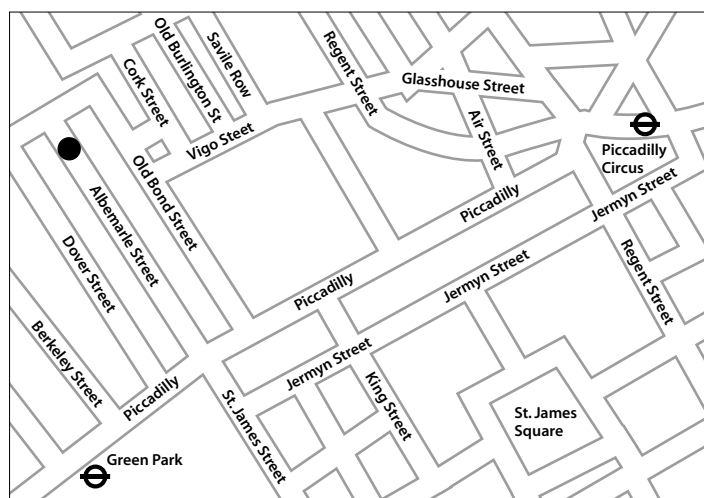 Old Burlington St
Savile Row
Cork Street
Regent Street
Glasshouse Street
Air Street
Vigo Steet
Piccadilly
Circus
Old Bond Street
Albemarle Street
Dover Street
Berkeley Street
Piccadilly
Jermyn Street
Piccadilly
Jermyn Street
Regent Street
Jermyn Street
Piccadilly
St. James Street
King Street
St. James
Square
Green Park